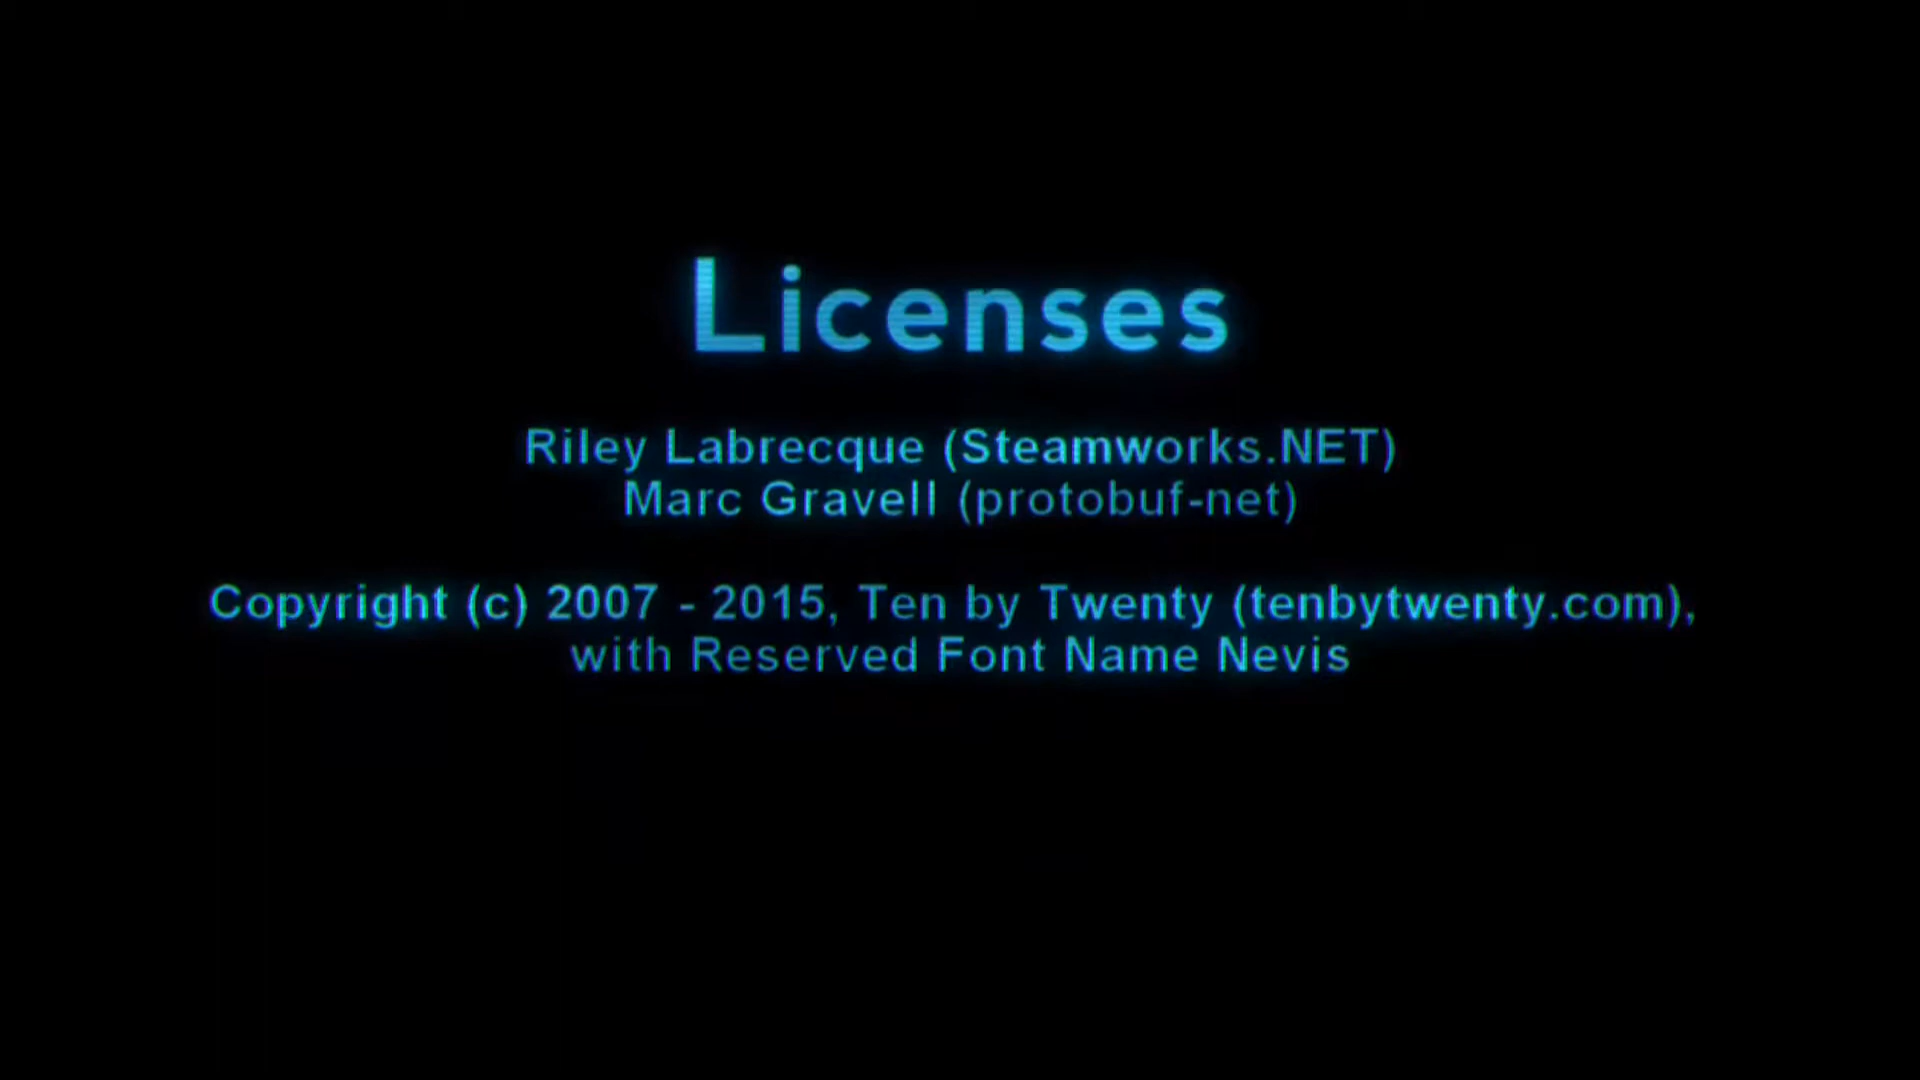 Licenses
Riley Labrecque (Steamworks.NET)
Marc Gravell (protobuf-net)
Copyright (c) 2007 - 2015, Ten by Twenty (tenbytwenty.com),
with Reserved Font Name Nevis